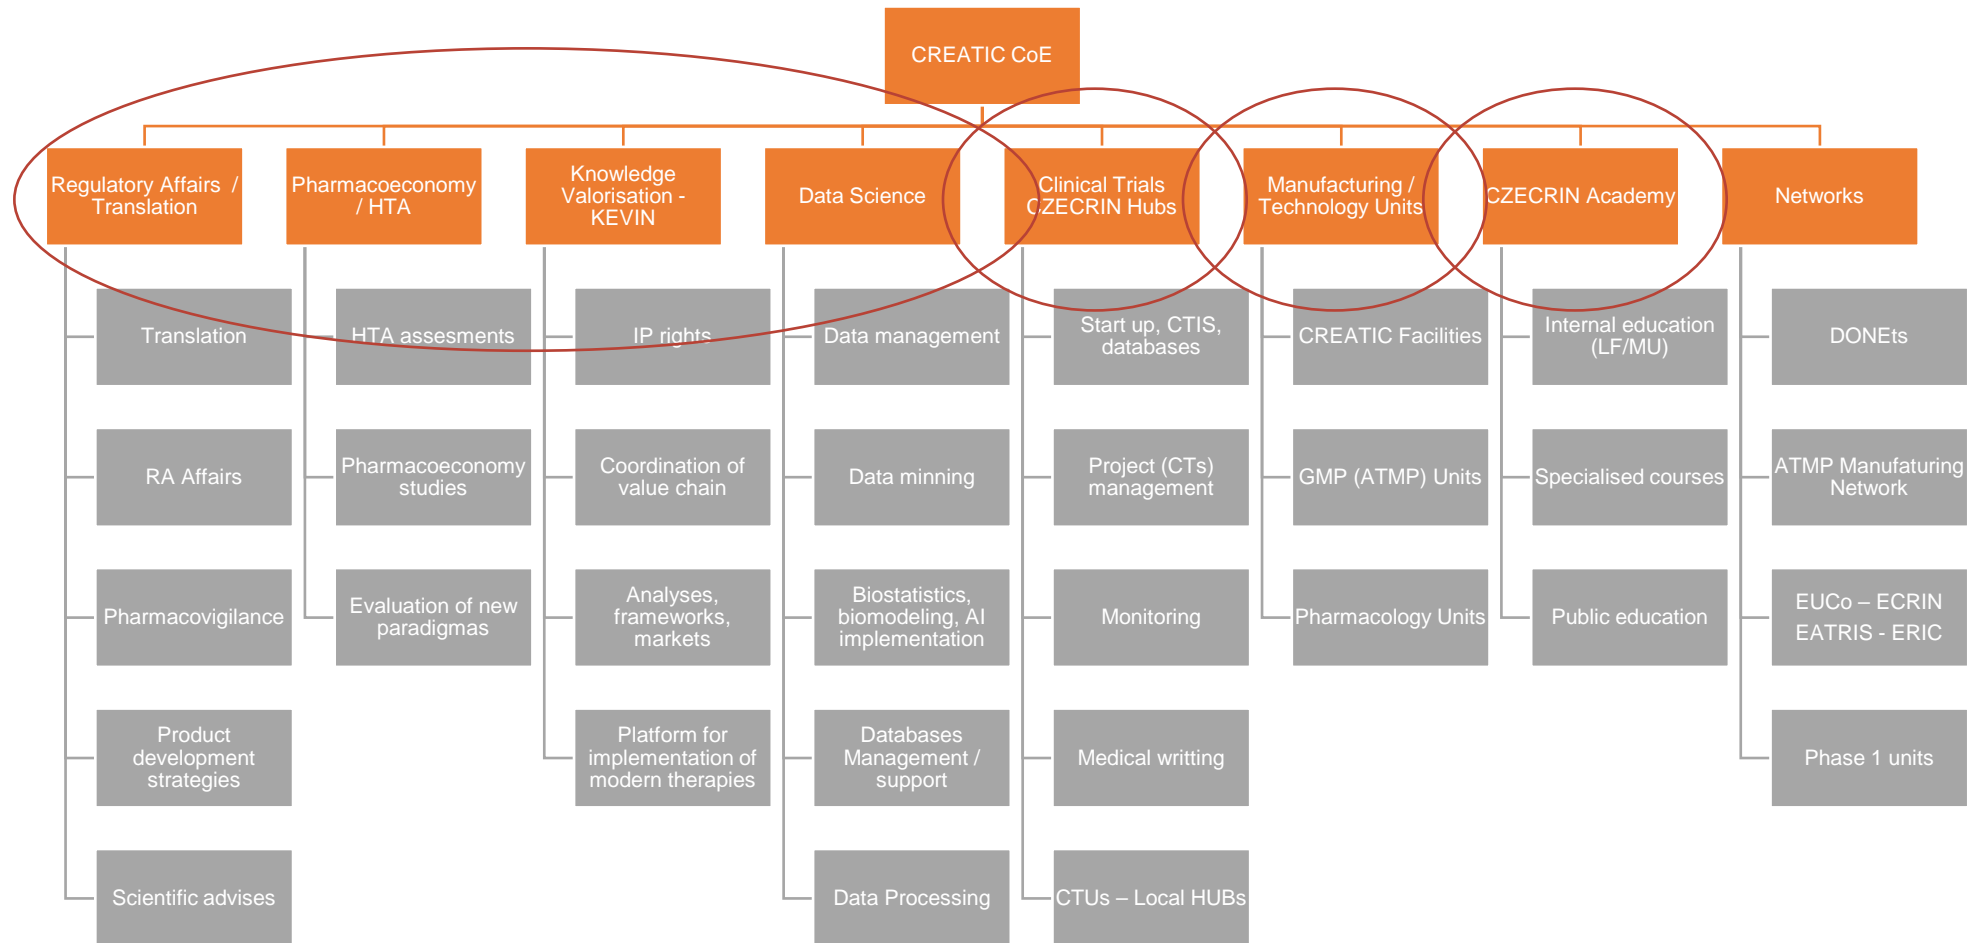 CREATIC CoE
Regulatory Affairs /
Translation
Pharmacoeconomy
/ HTA
Knowledge
Valorisation -
KEVIN
Data Science
Clinical Trials
CZECRIN Hubs
Manufacturing /
Technology Units
CZECRIN Academy
Networks
Translation
RA Affairs
Pharmacovigilance
Product
development
strategies
Scientific advises
HTA assesments
Pharmacoeconomy
studies
Evaluation of new
paradigmas
IP rights
Coordination of
value chain
Analyses,
frameworks,
markets
Platform for
implementation of
modern therapies
Data management
Data minning
Biostatistics,
biomodeling, AI
implementation
Databases
Management /
support
Data Processing
Start up, CTIS,
databases
Project (CTs)
management
Monitoring
Medical writting
CTUs – Local HUBs
CREATIC Facilities
GMP (ATMP) Units
Pharmacology Units
Internal education
(LF/MU)
Specialised courses
Public education
DONEts
ATMP Manufaturing
Network
EUCo – ECRIN
EATRIS - ERIC
Phase 1 units